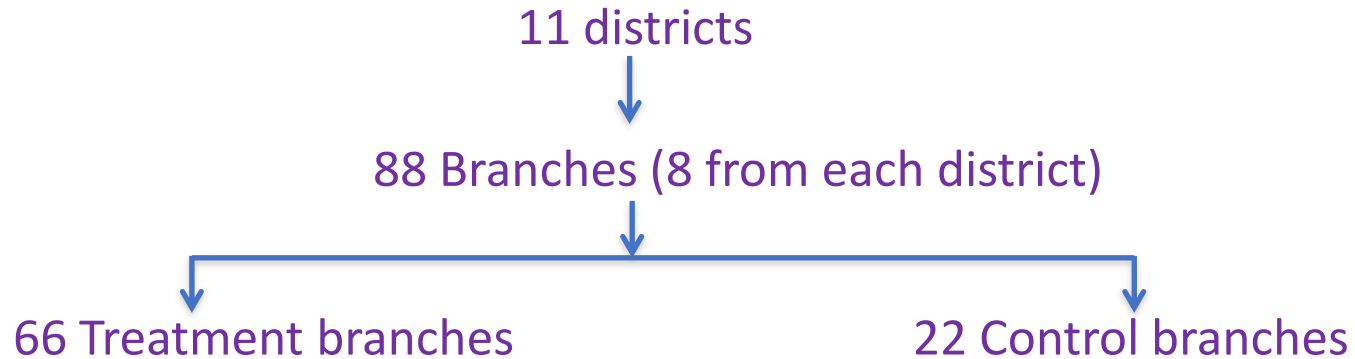 11 districts
88 Branches (8 from each district)
66 Treatment branches
22 Control branches